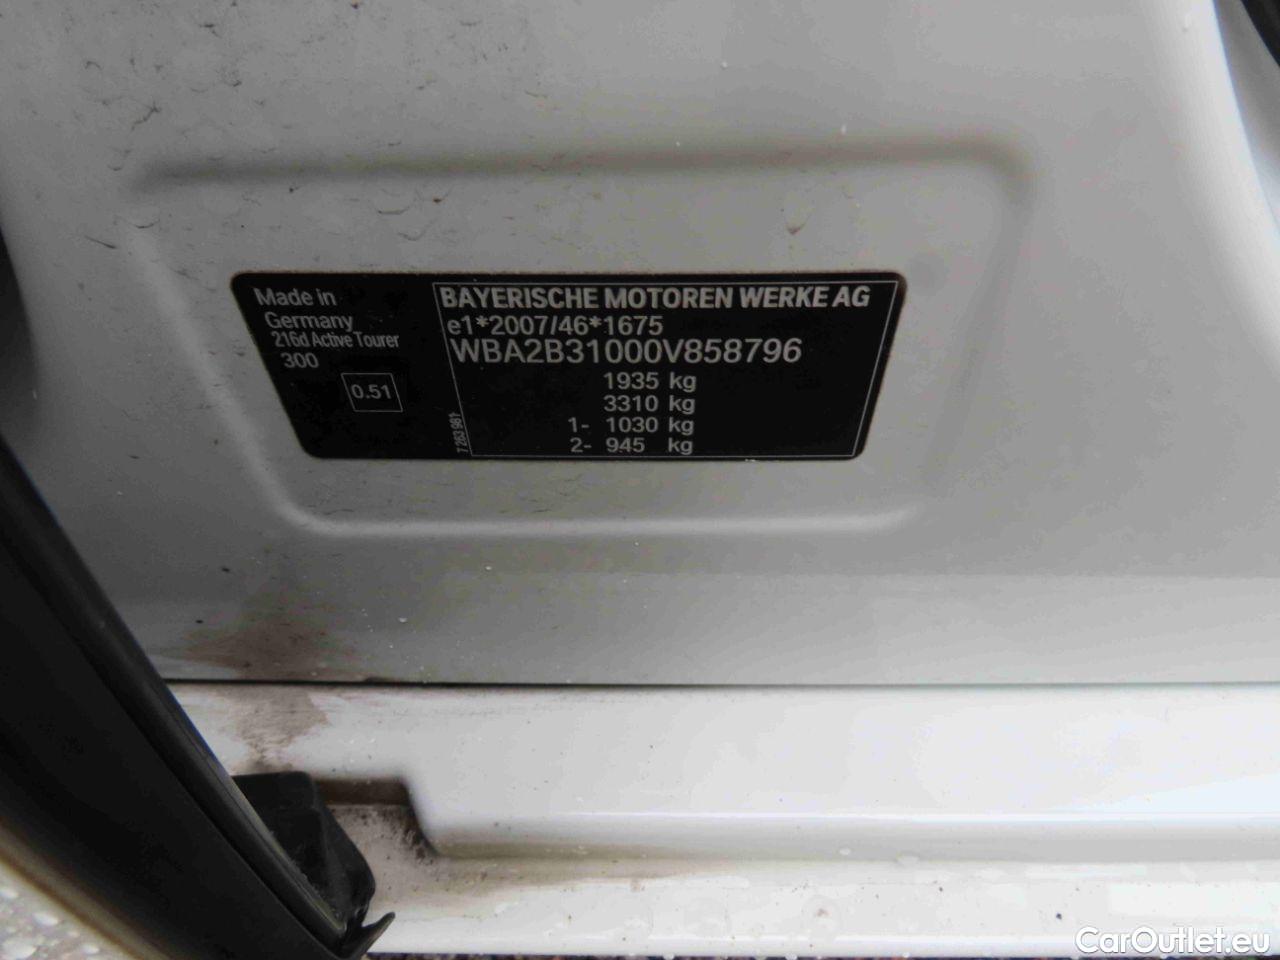 Made in
Germany
216d Active Tourer
300
0.51
BAYERISCHE MOTOREN WERKE AG
e1*2007/46*1675
WBA2B31000V858796
1935 kg
3310 kg
1- 1030 kg
2- 945 kg
7 283 981-
CarOutlet.eu